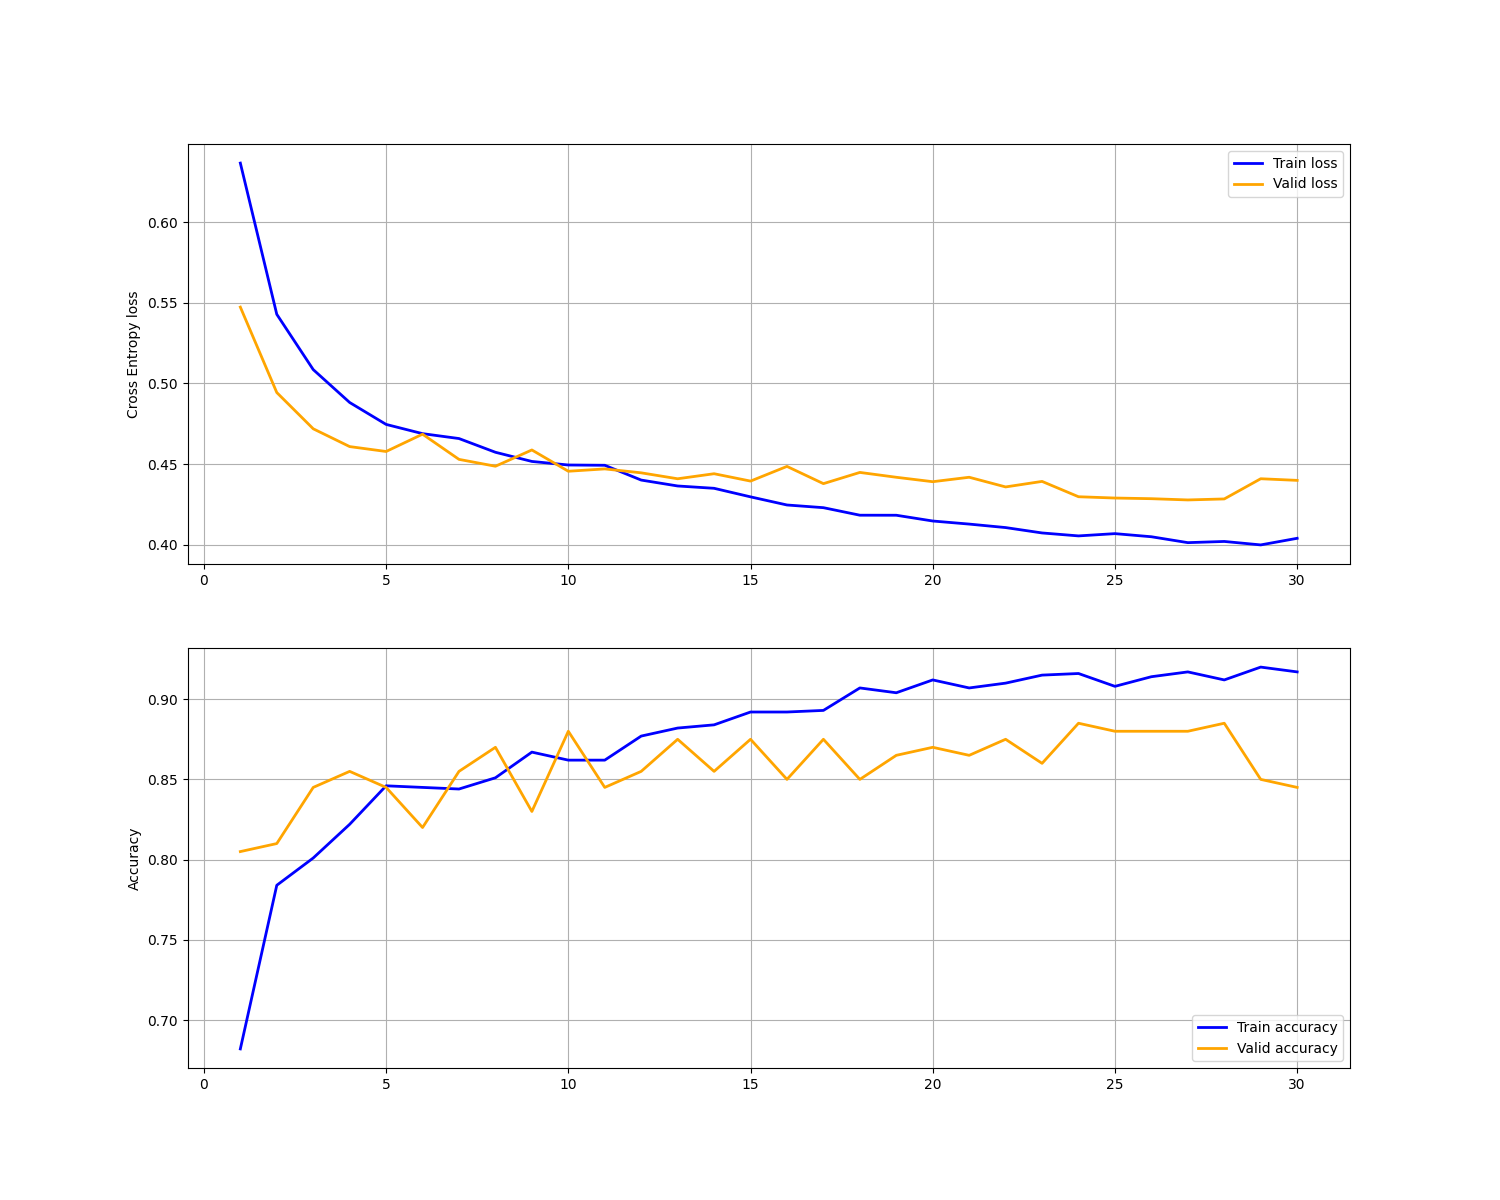 Train loss
Valid loss
0.60
0.55
0.50
0.45
0.40
Cross Entropy loss
0 5 10 15 20 25 30
0.90
0.85
0.80
0.75
0.70
Accuracy
Train accuracy
Valid accuracy
0 5 10 15 20 25 30